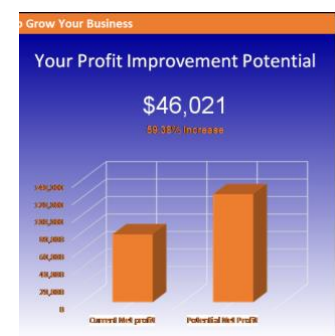 o Grow Your Business
Your Profit Improvement Potential
$46,021
59.38% Increase
140,000
120,000
100,000
80,000
60,000
40,000
20,000
0
Current Net profit Potential Net Profit